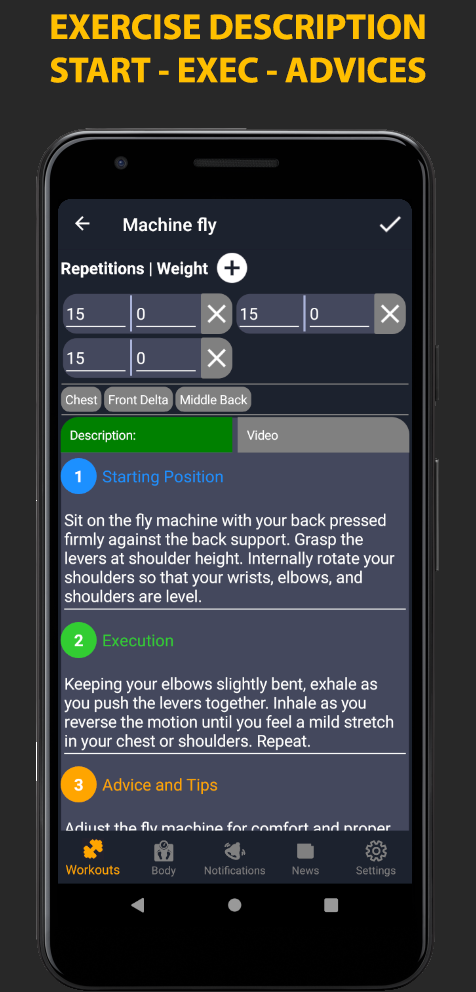 EXERCISE DESCRIPTION
START - EXEC - ADVICES
Machine fly
Repetitions | Weight
15 0 15 0
15 0
Chest Front Delta Middle Back
Description: Video
1 Starting Position
Sit on the fly machine with your back pressed
firmly against the back support. Grasp the
levers at shoulder height. Internally rotate your
shoulders so that your wrists, elbows, and
shoulders are level.
2 Execution
Keeping your elbows slightly bent, exhale as
you push the levers together. Inhale as you
reverse the motion until you feel a mild stretch
in your chest or shoulders. Repeat.
3 Advice and Tips
Adjust the fly machine for comfort and proper
Workouts Body Notifications News Settings